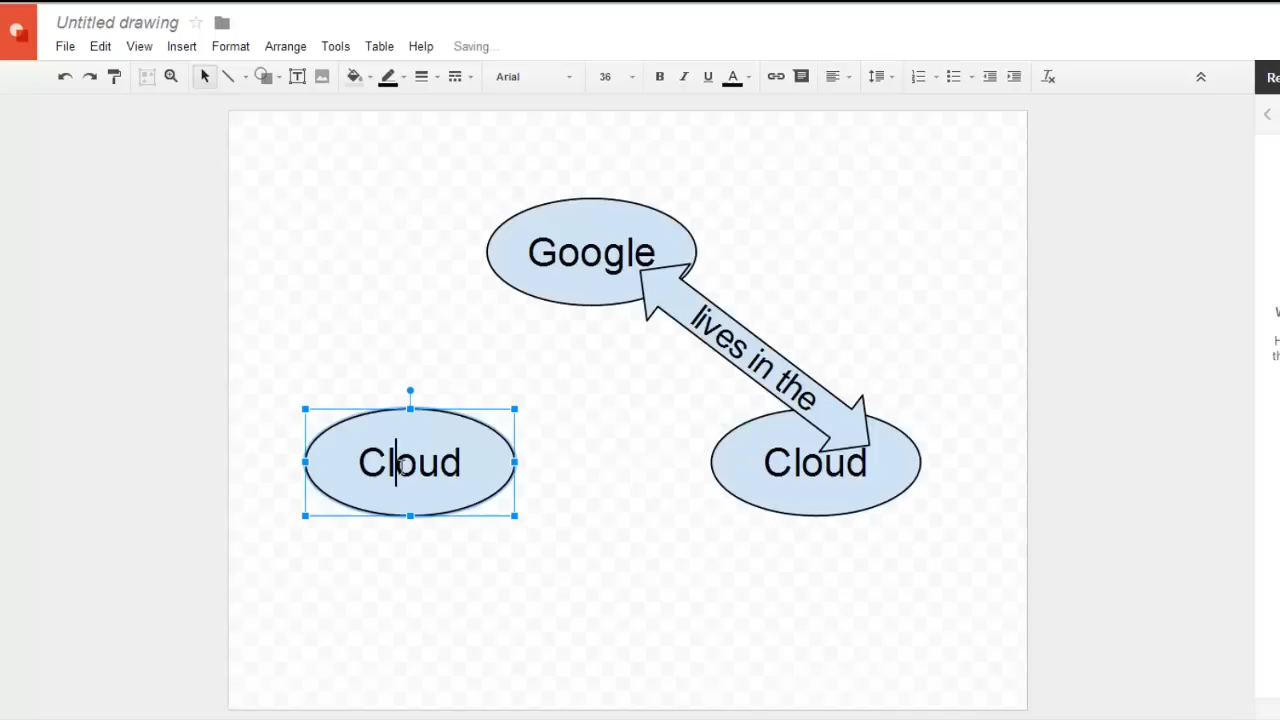 Untitled drawing
File Edit View Insert Format Arrange Tools Table Help Saving...
Arial 36 B I U A
Re
Google
lives in the
Cloud Cloud